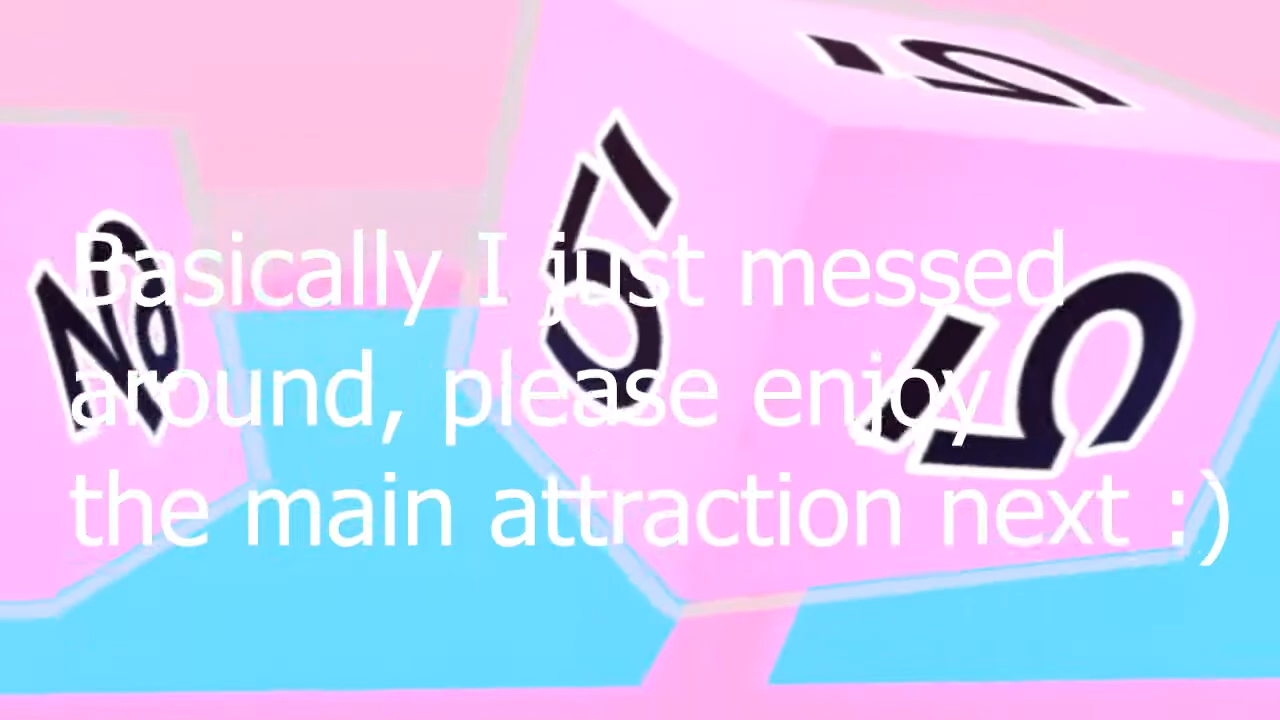 Basically I just messed
around, please enjoy
the main attraction next :)